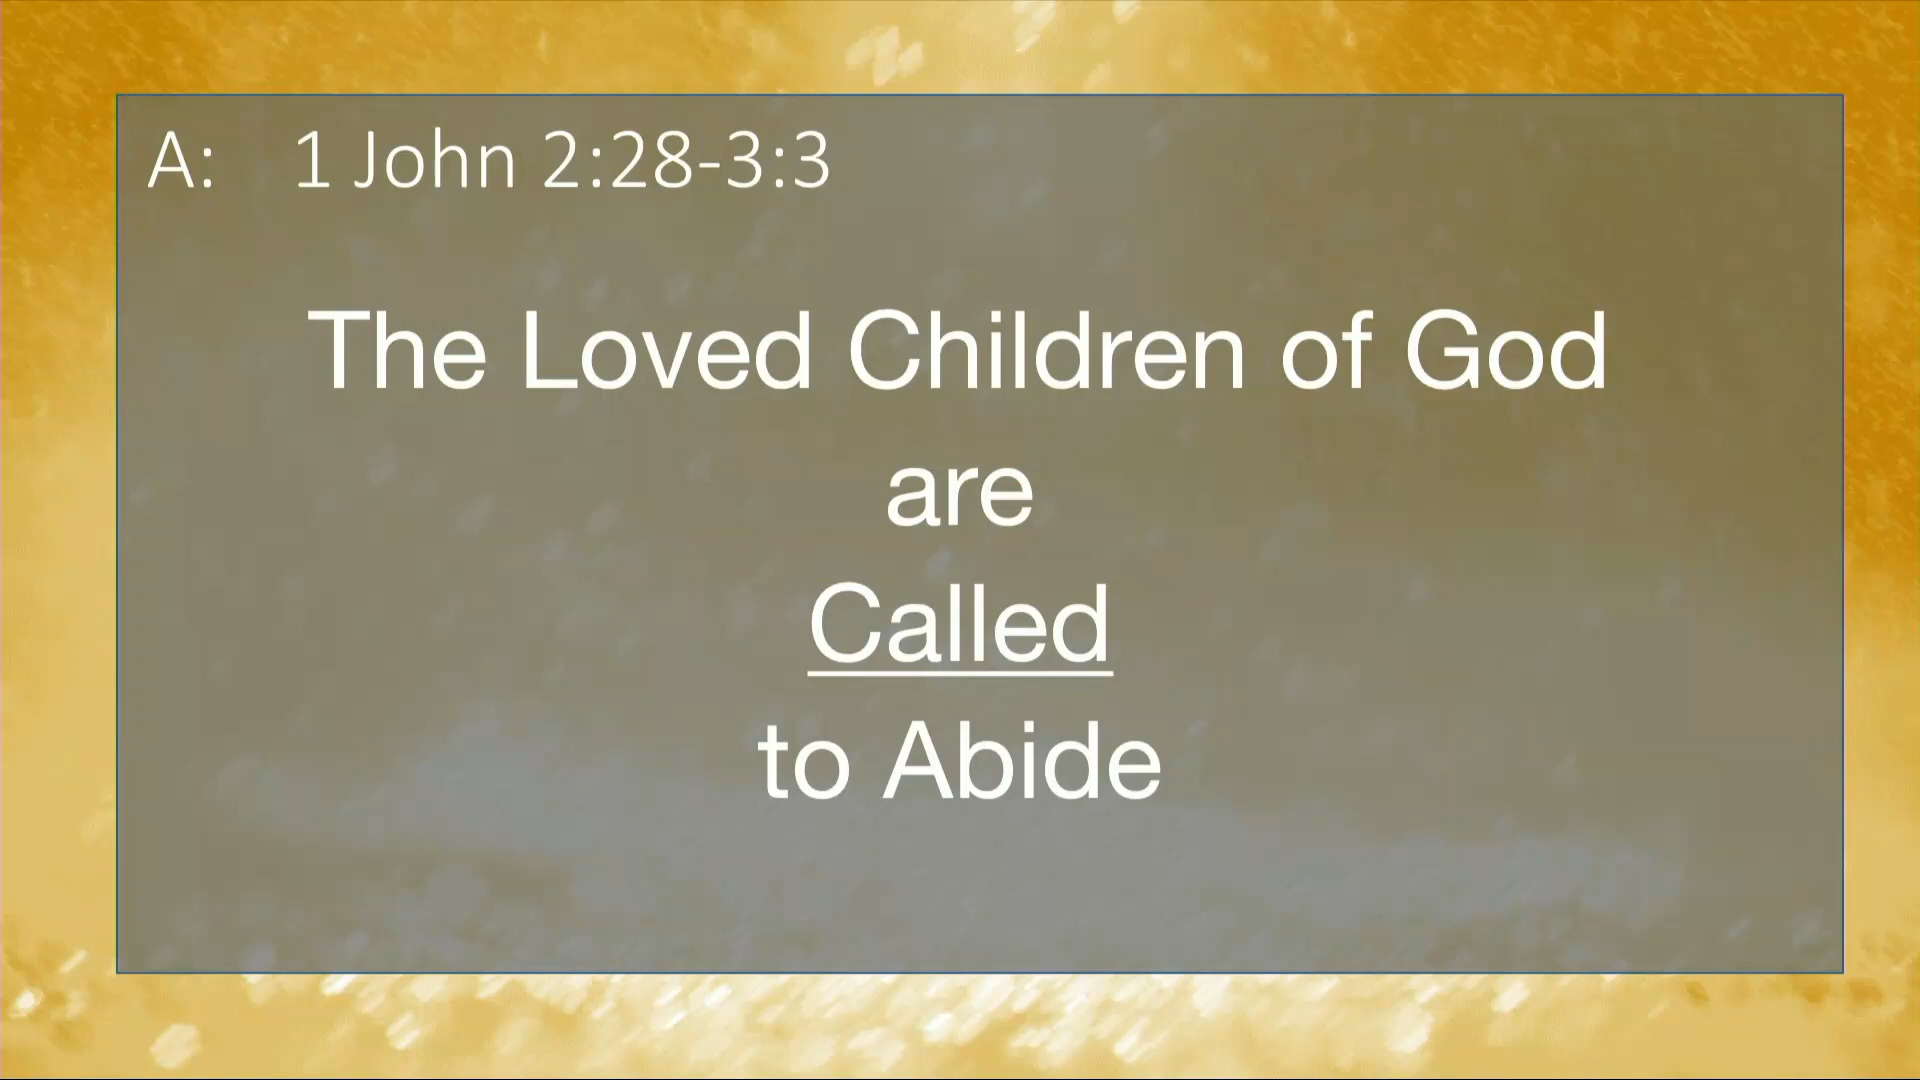 A: 1 John 2:28-3:3
The Loved Children of God
are
Called
to Abide